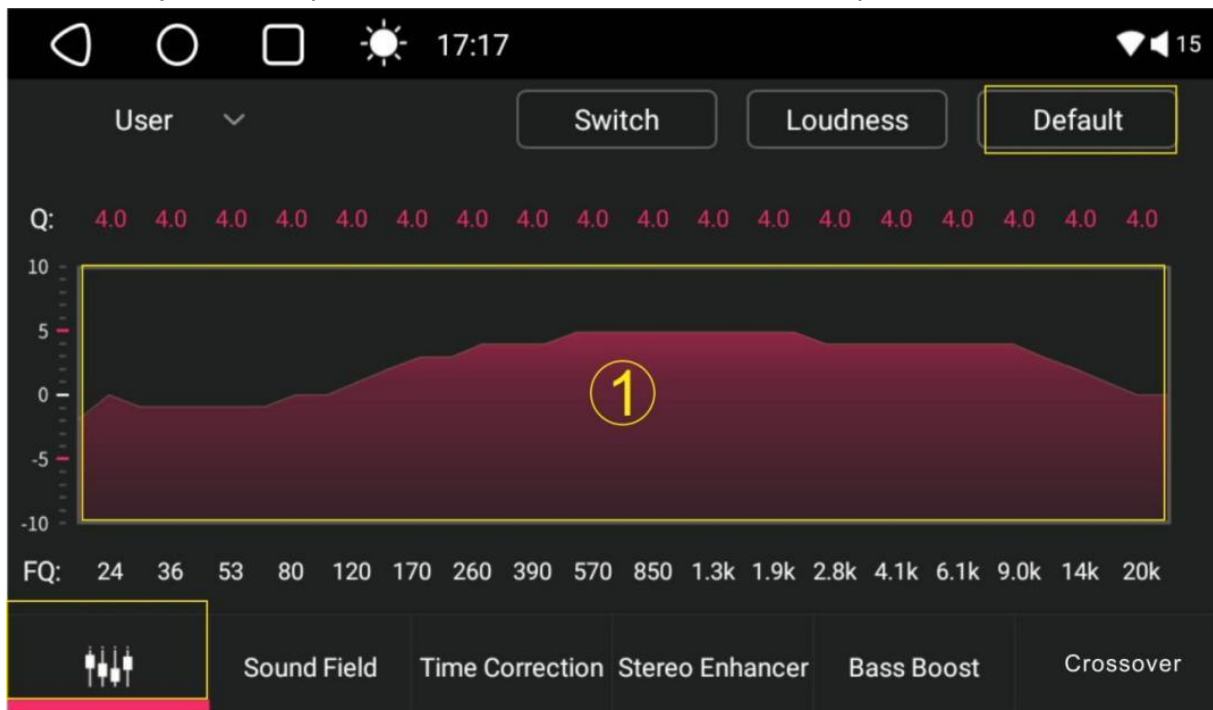 17:17 15
User Switch Loudness Default
Q: 4.0 4.0 4.0 4.0 4.0 4.0 4.0 4.0 4.0 4.0 4.0 4.0 4.0 4.0 4.0 4.0 4.0 4.0
10
5
0
1
-5
-10
FQ: 24 36 53 80 120 170 260 390 570 850 1.3k 1.9k 2.8k 4.1k 6.1k 9.0k 14k 20k
Sound Field Time Correction Stereo Enhancer Bass Boost Crossover